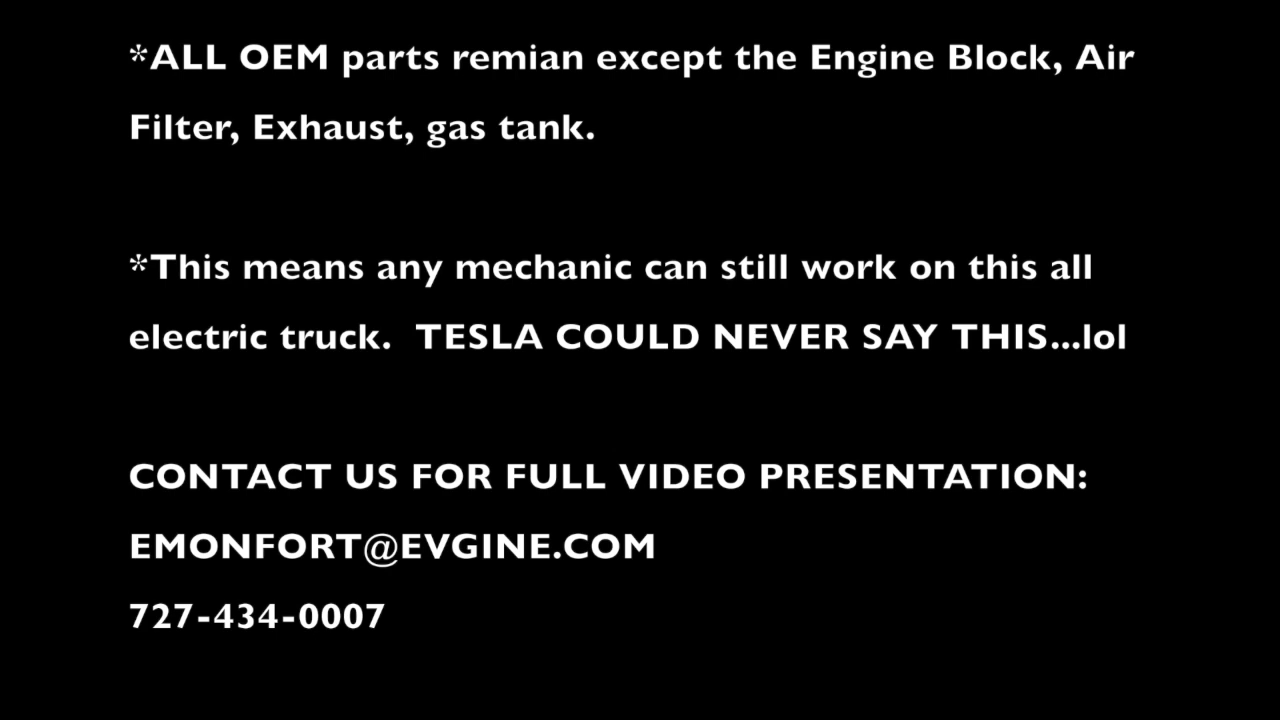 *ALL OEM parts remian except the Engine Block, Air
Filter, Exhaust, gas tank.
*This means any mechanic can still work on this all
electric truck.  TESLA COULD NEVER SAY THIS...lol
CONTACT US FOR FULL VIDEO PRESENTATION:
EMONFORT@EVGINE.COM
727-434-0007